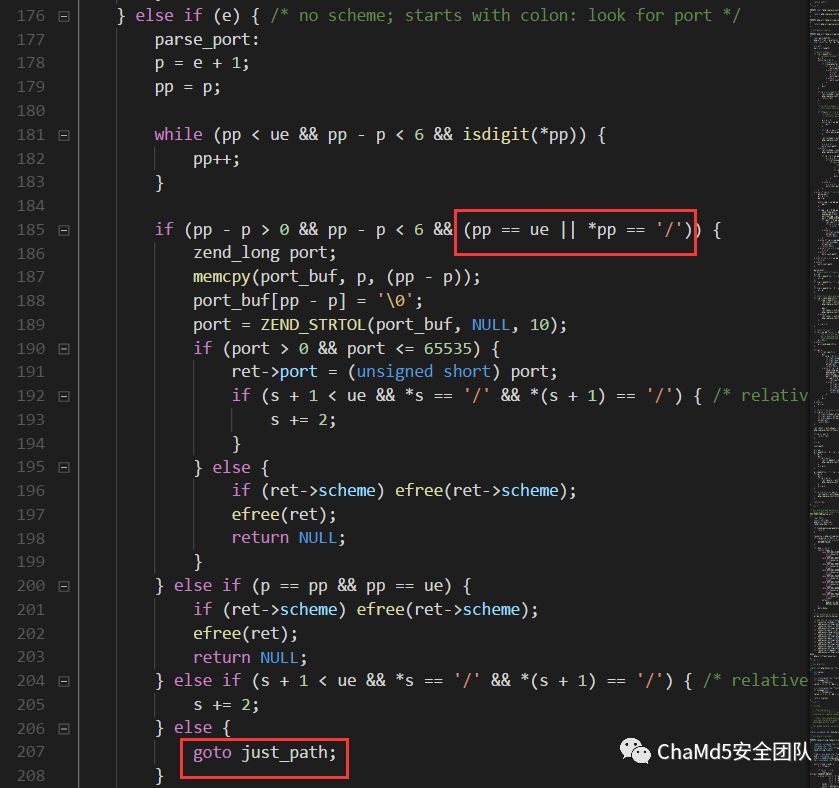 176 } else if (e) { /* no scheme; starts with colon: look for port */
177 parse_port:
178 p = e + 1;
179 pp = p;
180
181 while (pp < ue && pp - p < 6 && isdigit(*pp)) {
182 pp++;
183 }
184
185 if (pp - p > 0 && pp - p < 6 && (pp == ue || *pp == '/')) {
186 zend_long port;
187 memcpy(port_buf, p, (pp - p));
188 port_buf[pp - p] = '\0';
189 port = ZEND_STRTOL(port_buf, NULL, 10);
190 if (port > 0 && port <= 65535) {
191 ret->port = (unsigned short) port;
192 if (s + 1 < ue && *s == '/' && *(s + 1) == '/') { /* relativ
193 s += 2;
194 }
195 } else {
196 if (ret->scheme) efree(ret->scheme);
197 efree(ret);
198 return NULL;
199 }
200 } else if (p == pp && pp == ue) {
201 if (ret->scheme) efree(ret->scheme);
202 efree(ret);
203 return NULL;
204 } else if (s + 1 < ue && *s == '/' && *(s + 1) == '/') { /* relative
205 s += 2;
206 } else {
207 goto just_path;
208 }
ChaMd5安全团队